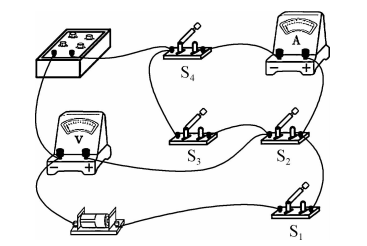 A
− +
S₄
V
+
S₃
S₂
S₁